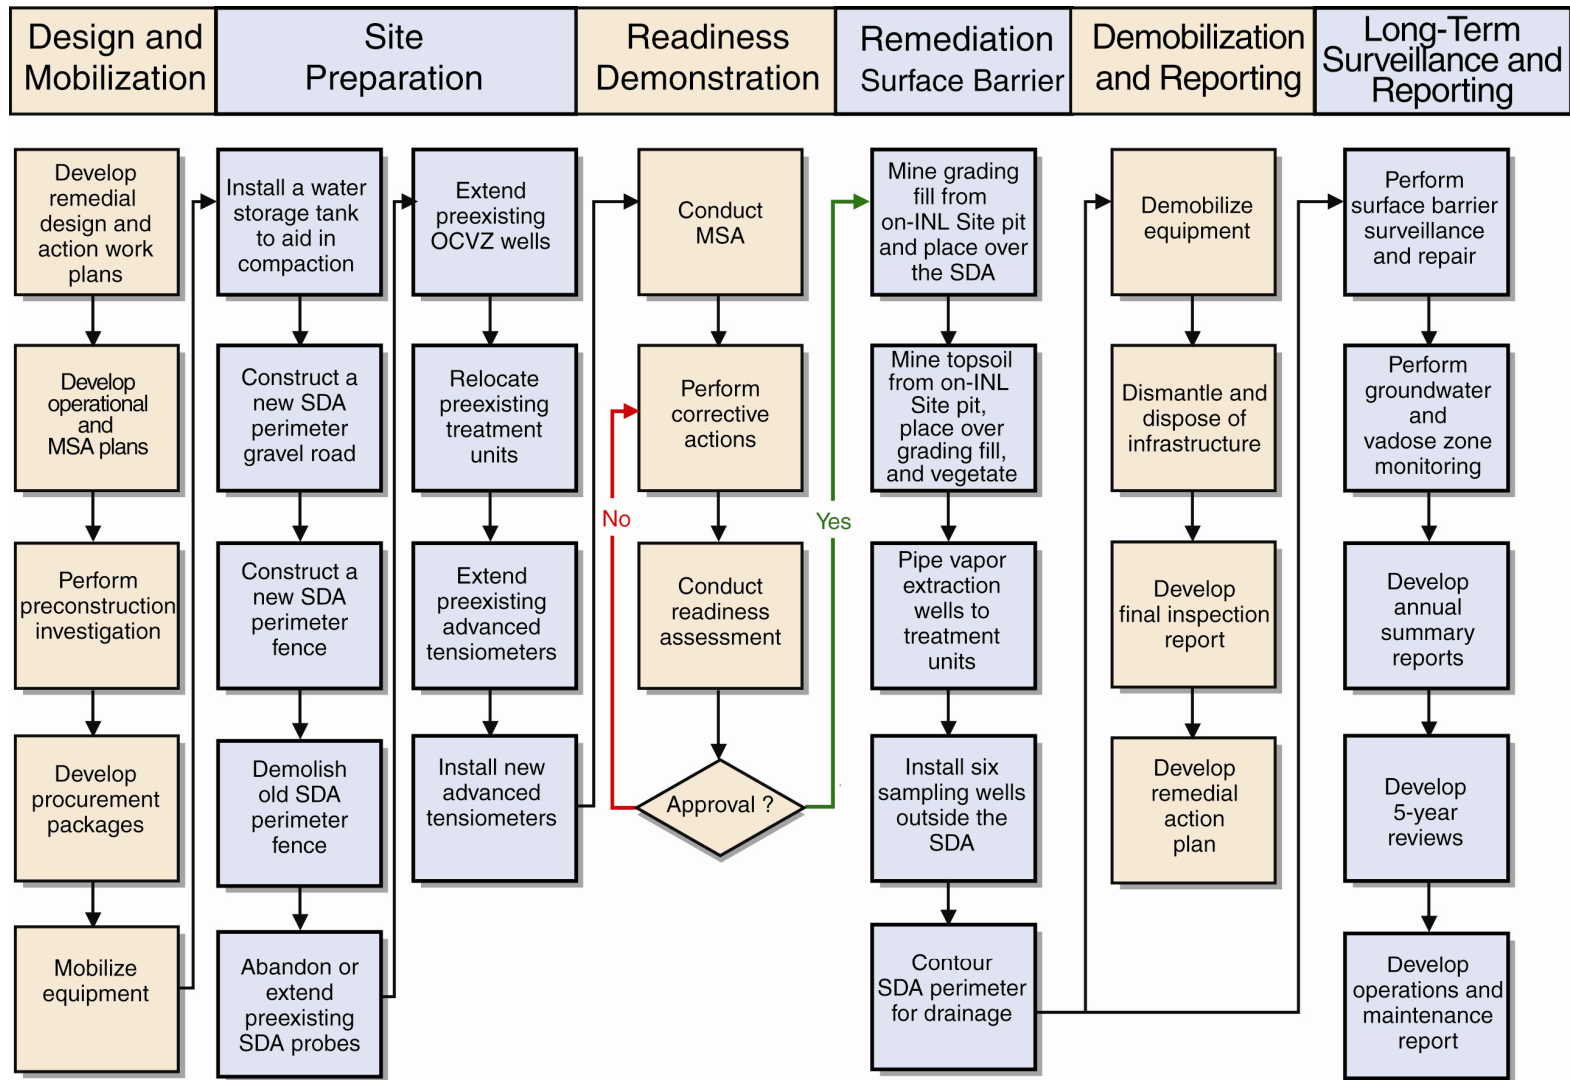 Design and
Mobilization
Site
Preparation
Readiness
Demonstration
Remediation
Surface Barrier
Demobilization
and Reporting
Long-Term
Surveillance and
Reporting
Develop
remedial
design and
action work
plans
Develop
operational
and
MSA plans
Perform
preconstruction
investigation
Develop
procurement
packages
Mobilize
equipment
Install a water
storage tank
to aid in
compaction
Construct a
new SDA
perimeter
gravel road
Construct a
new SDA
perimeter
fence
Demolish
old SDA
perimeter
fence
Abandon or
extend
preexisting
SDA probes
Extend
preexisting
OCVZ wells
Relocate
preexisting
treatment
units
Extend
preexisting
advanced
tensiometers
Install new
advanced
tensiometers
Conduct
MSA
Perform
corrective
actions
Conduct
readiness
assessment
Approval ?
No
Yes
Mine grading
fill from
on-INL Site pit
and place over
the SDA
Mine topsoil
from on-INL
Site pit,
place over
grading fill,
and vegetate
Pipe vapor
extraction
wells to
treatment
units
Install six
sampling wells
outside the
SDA
Contour
SDA perimeter
for drainage
Demobilize
equipment
Dismantle and
dispose of
infrastructure
Develop
final inspection
report
Develop
remedial
action
plan
Perform
surface barrier
surveillance
and repair
Perform
groundwater
and
vadose zone
monitoring
Develop
annual
summary
reports
Develop
5-year
reviews
Develop
operations and
maintenance
report